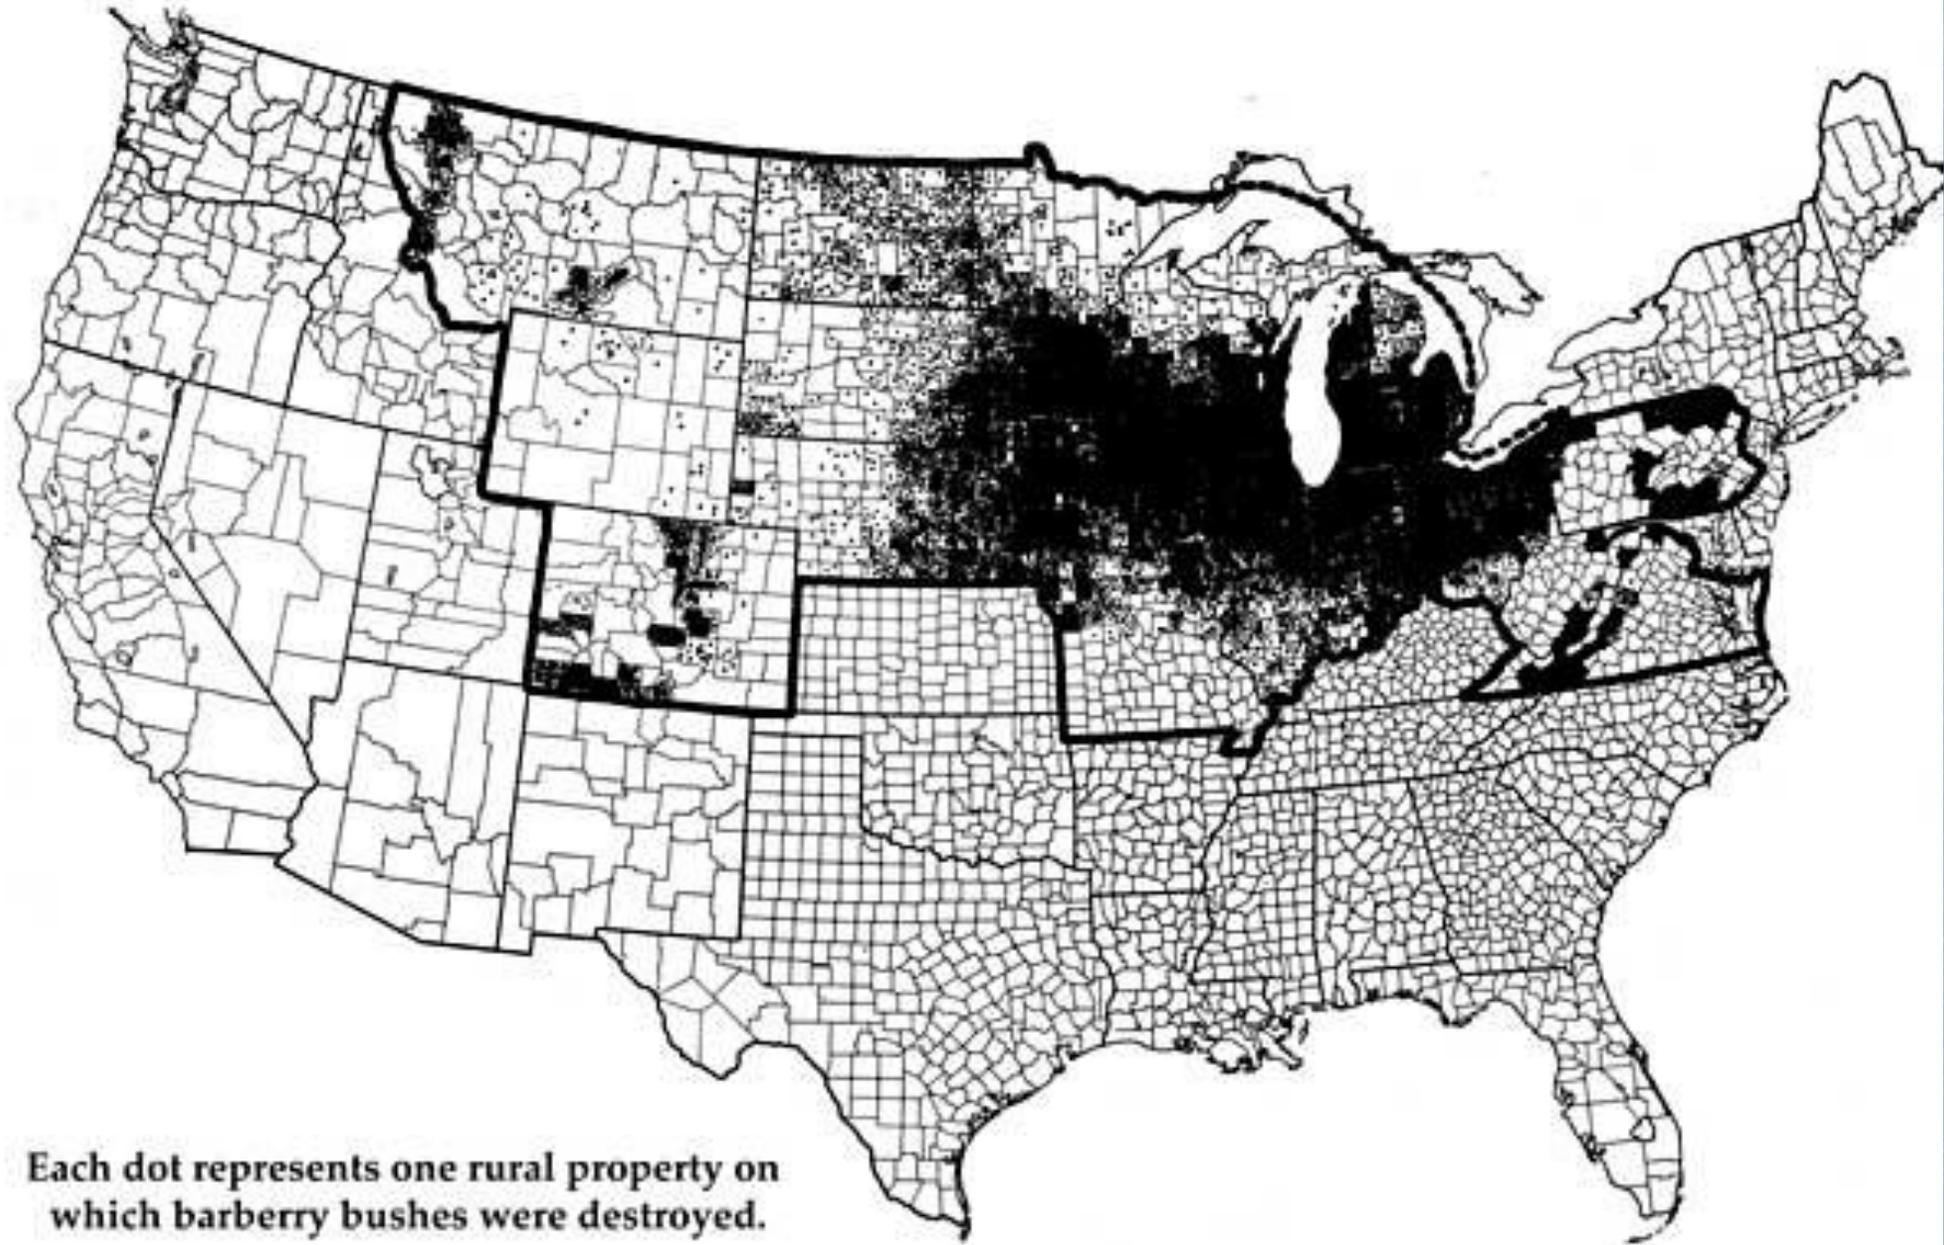 Each dot represents one rural property on
which barberry bushes were destroyed.